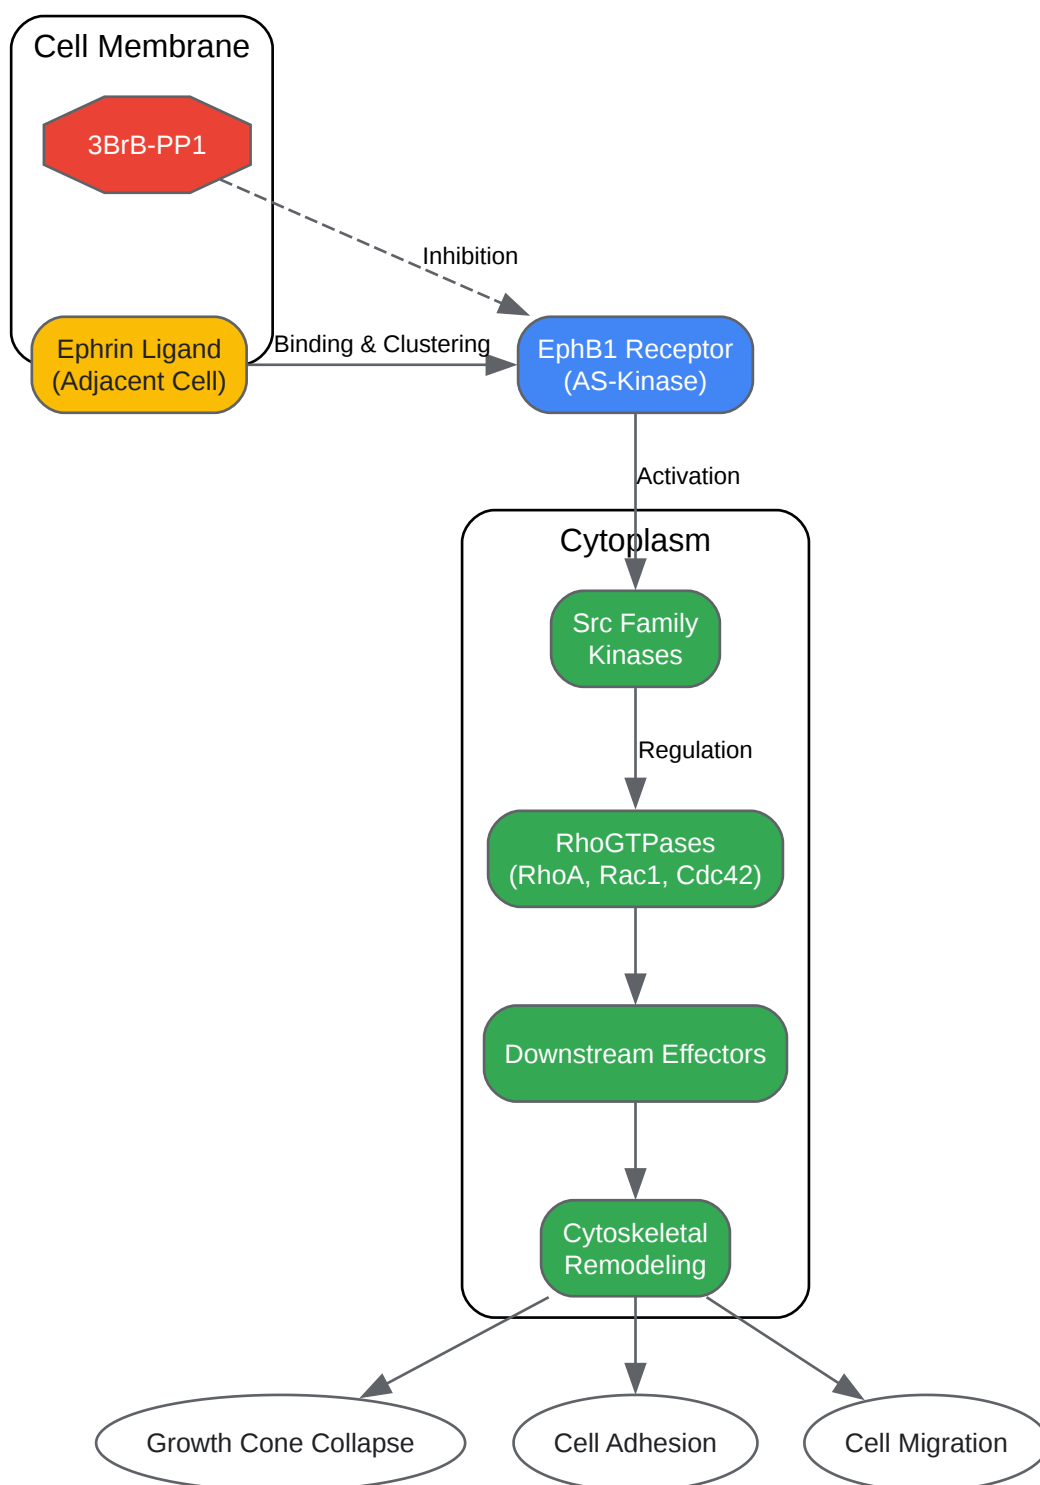 Cell Membrane
3BrB-PP1
Inhibition
Ephrin Ligand
(Adjacent Cell)
Binding & Clustering
EphB1 Receptor
(AS-Kinase)
Activation
Cytoplasm
Src Family
Kinases
Regulation
RhoGTPases
(RhoA, Rac1, Cdc42)
Downstream Effectors
Cytoskeletal
Remodeling
Growth Cone Collapse
Cell Adhesion
Cell Migration